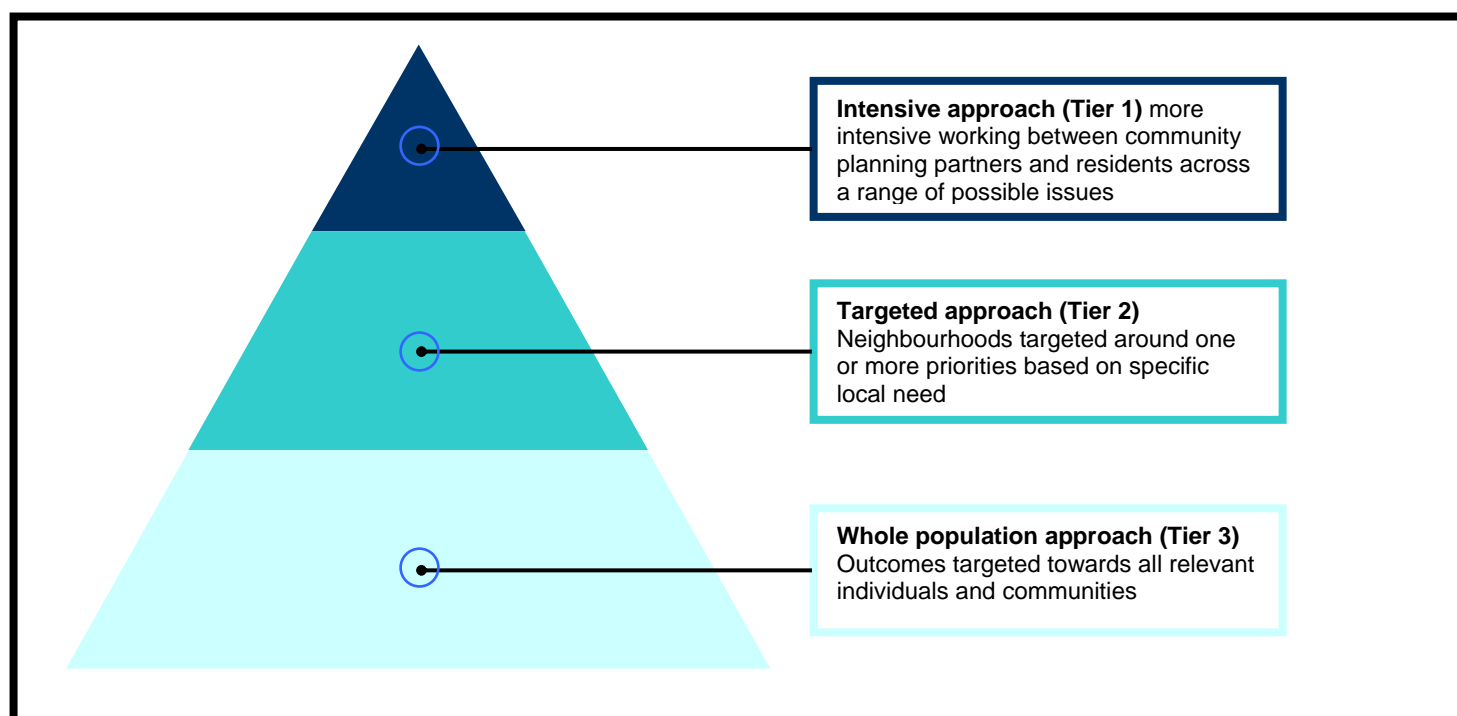 Intensive approach (Tier 1) more
intensive working between community
planning partners and residents across
a range of possible issues
Targeted approach (Tier 2)
Neighbourhoods targeted around one
or more priorities based on specific
local need
Whole population approach (Tier 3)
Outcomes targeted towards all relevant
individuals and communities